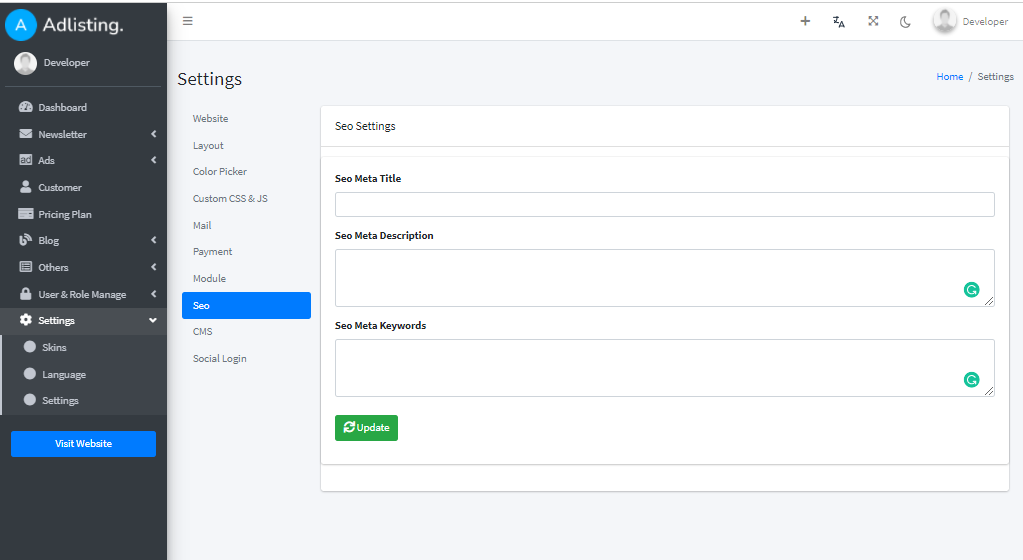 A Adlisting.
Developer
Dashboard
Newsletter
Ads
Customer
Pricing Plan
Blog
Others
User & Role Manage
Settings
Skins
Language
Settings
Visit Website
Developer
Settings
Home / Settings
Website
Layout
Color Picker
Custom CSS & JS
Mail
Payment
Module
Seo
CMS
Social Login
Seo Settings
Seo Meta Title
Seo Meta Description
Seo Meta Keywords
Update